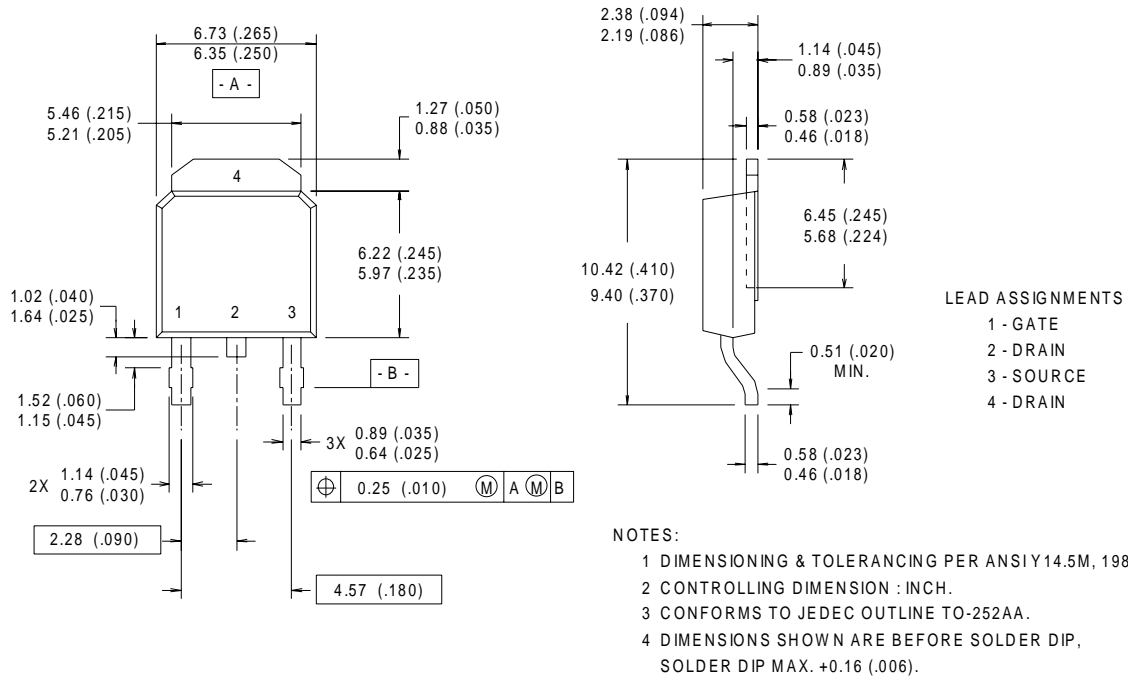 6.73 (.265)
6.35 (.250)
- A -
5.46 (.215)
5.21 (.205)
1.27 (.050)
0.88 (.035)
4
6.22 (.245)
5.97 (.235)
1.02 (.040)
1.64 (.025)
1 2 3
- B -
1.52 (.060)
1.15 (.045)
3X 0.89 (.035)
0.64 (.025)
2X 1.14 (.045)
0.76 (.030)
⌖ 0.25 (.010) Ⓜ A Ⓜ B
2.28 (.090)
4.57 (.180)
2.38 (.094)
2.19 (.086)
1.14 (.045)
0.89 (.035)
0.58 (.023)
0.46 (.018)
6.45 (.245)
5.68 (.224)
10.42 (.410)
9.40 (.370)
0.51 (.020)
MIN.
0.58 (.023)
0.46 (.018)
LEAD ASSIGNMENTS
1 - GATE
2 - DRAIN
3 - SOURCE
4 - DRAIN
NOTES:
1 DIMENSIONING & TOLERANCING PER ANSI Y14.5M, 198
2 CONTROLLING DIMENSION : INCH.
3 CONFORMS TO JEDEC OUTLINE TO-252AA.
4 DIMENSIONS SHOWN ARE BEFORE SOLDER DIP,
SOLDER DIP MAX. +0.16 (.006).